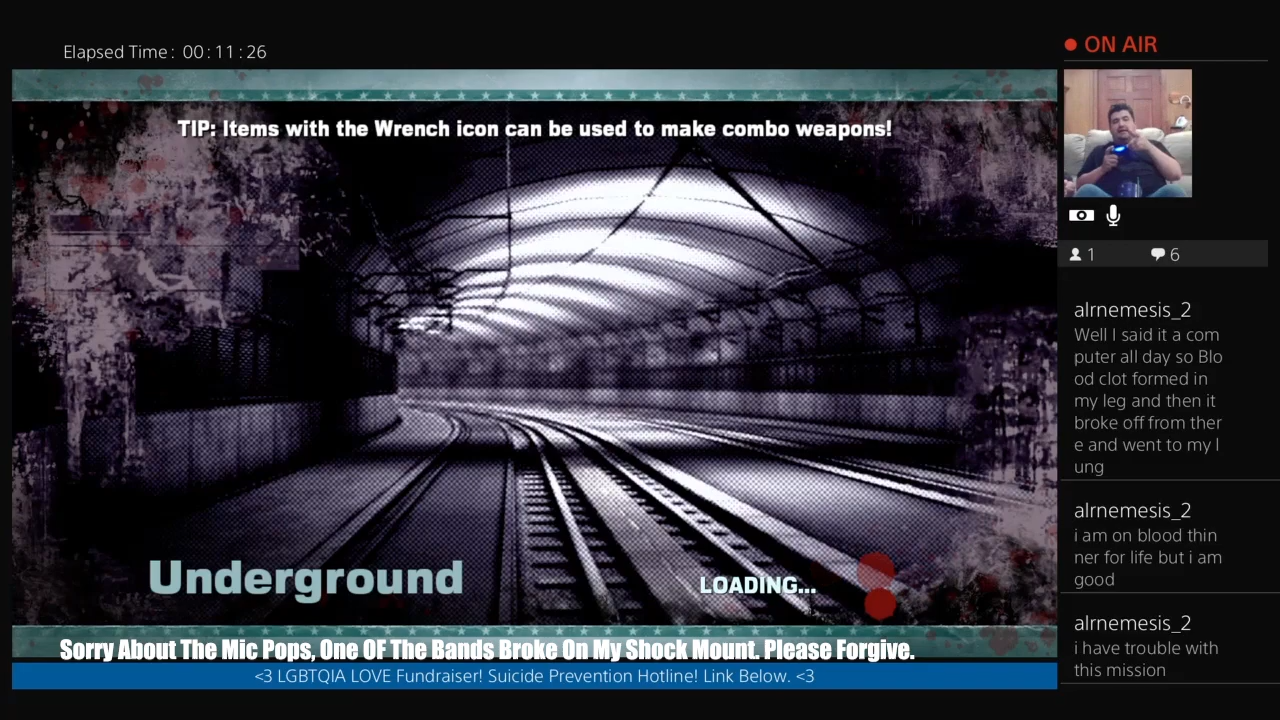 Elapsed Time: 00:11:26
ON AIR
TIP: Items with the Wrench icon can be used to make combo weapons!
1 6
alrnemesis_2
Well I said it a com
puter all day so Blo
od clot formed in
my leg and then it
broke off from ther
e and went to my l
ung
alrnemesis_2
i am on blood thin
ner for life but i am
good
alrnemesis_2
i have trouble with
this mission
Underground
LOADING...
Sorry About The Mic Pops, One OF The Bands Broke On My Shock Mount. Please Forgive.
<3 LGBTQIA LOVE Fundraiser! Suicide Prevention Hotline! Link Below. <3